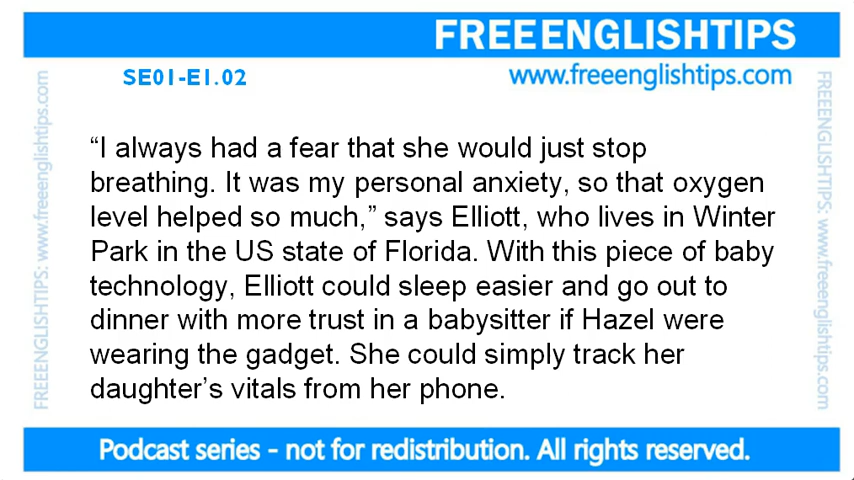 FREEENGLISHTIPS
SE01-E1.02
www.freeenglishtips.com
“I always had a fear that she would just stop
breathing. It was my personal anxiety, so that oxygen
level helped so much,” says Elliott, who lives in Winter
Park in the US state of Florida. With this piece of baby
technology, Elliott could sleep easier and go out to
dinner with more trust in a babysitter if Hazel were
wearing the gadget. She could simply track her
daughter’s vitals from her phone.
FREEENGLISHTIPS: www.freeenglishtips.com
FREEENGLISHTIPS: www.freeenglishtips.com
Podcast series - not for redistribution. All rights reserved.